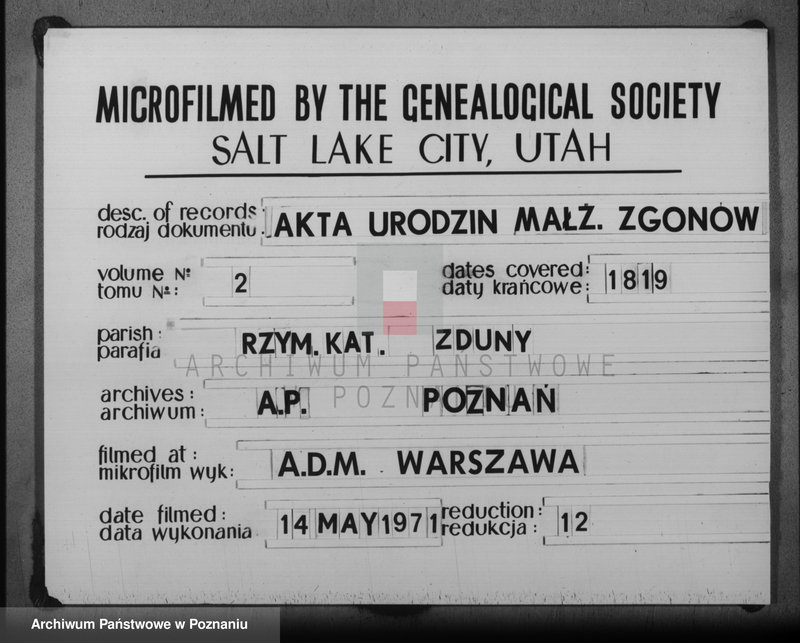 MICROFILMED BY THE GENEALOGICAL SOCIETY
SALT LAKE CITY, UTAH
desc. of records:
rodzaj dokumentu: AKTA URODZIN MAŁŻ. ZGONÓW
volume Nº
tomu Nº: 2
dates covered:
daty krańcowe: 1819
parish:
parafia RZYM. KAT. ZDUNY
ARCHIWUM PAŃSTWOWE
W POZNANIU
archives:
archiwum: A.P. POZNAŃ
filmed at:
mikrofilm wyk: A.D.M. WARSZAWA
date filmed:
data wykonania 14 MAY 1971
reduction:
redukcja: 12
Archiwum Państwowe w Poznaniu